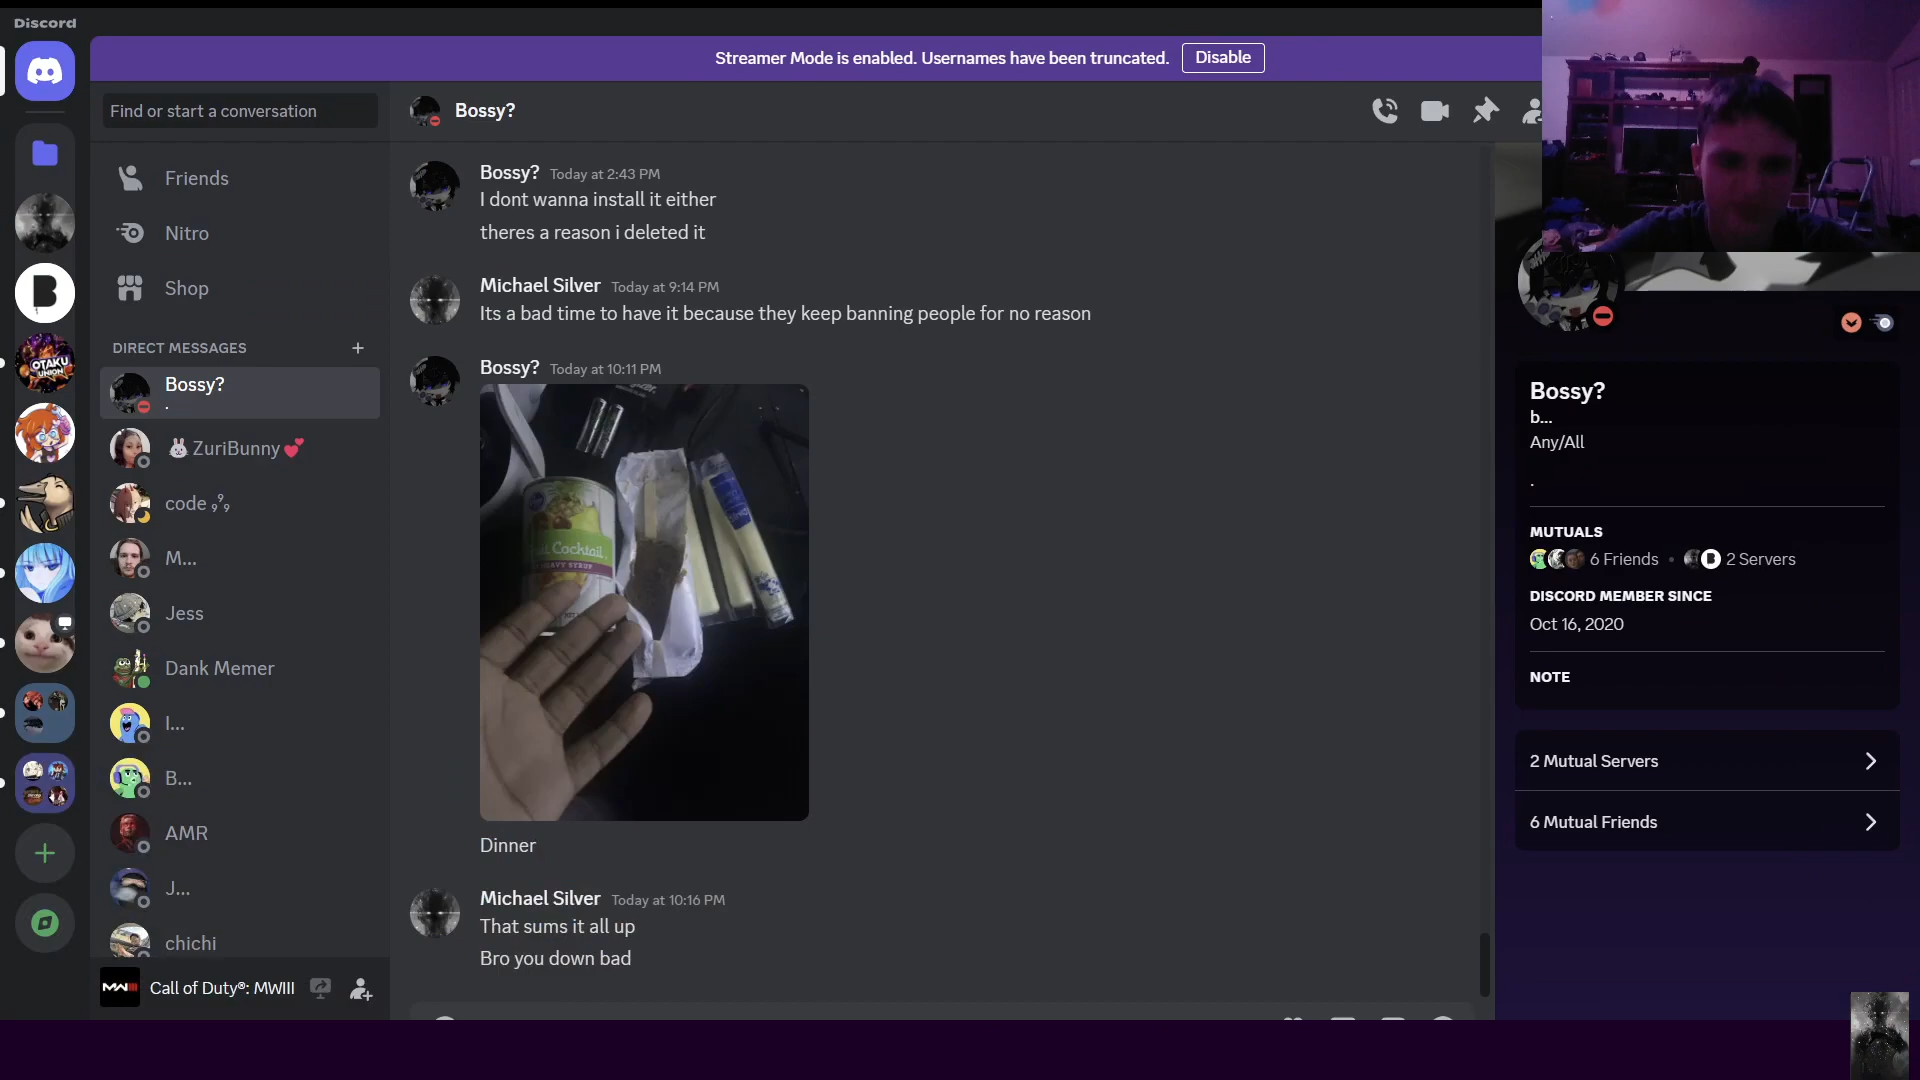 Discord
Streamer Mode is enabled. Usernames have been truncated.
Disable
Find or start a conversation
Friends
Nitro
Shop
DIRECT MESSAGES
Bossy?
.
🐰ZuriBunny💕
code
M...
Jess
Dank Memer
I...
B...
AMR
J...
chichi
MWIII
Call of Duty®: MWIII
B
OTAKU
UNION
Bossy?
Bossy? Today at 2:43 PM
I dont wanna install it either
theres a reason i deleted it
Michael Silver Today at 9:14 PM
Its a bad time to have it because they keep banning people for no reason
Bossy? Today at 10:11 PM
Cocktail
HEAVY SYRUP
Dinner
Michael Silver Today at 10:16 PM
That sums it all up
Bro you down bad
Bossy?
b...
Any/All
.
MUTUALS
6 Friends • B 2 Servers
DISCORD MEMBER SINCE
Oct 16, 2020
NOTE
2 Mutual Servers
6 Mutual Friends